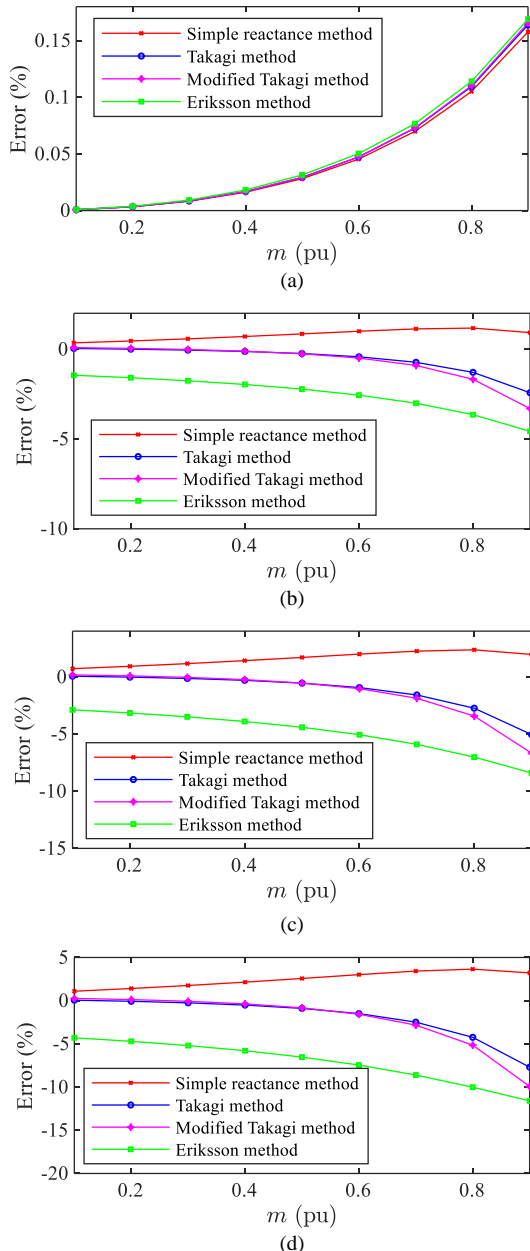 0.15
0.1
0.05
0
Error (%)
Simple reactance method
Takagi method
Modified Takagi method
Eriksson method
0.2 0.4 0.6 0.8
m (pu)
(a)
0
-5
-10
Error (%)
Simple reactance method
Takagi method
Modified Takagi method
Eriksson method
0.2 0.4 0.6 0.8
m (pu)
(b)
0
-5
-10
-15
Error (%)
Simple reactance method
Takagi method
Modified Takagi method
Eriksson method
0.2 0.4 0.6 0.8
m (pu)
(c)
5
0
-5
-10
-15
-20
Error (%)
Simple reactance method
Takagi method
Modified Takagi method
Eriksson method
0.2 0.4 0.6 0.8
m (pu)
(d)